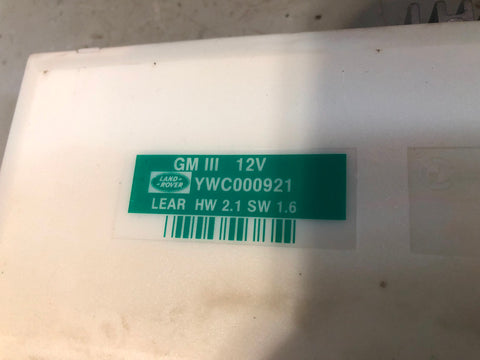 GM III 12V
LAND-
ROVER
YWC000921
LEAR HW 2.1 SW 1.6